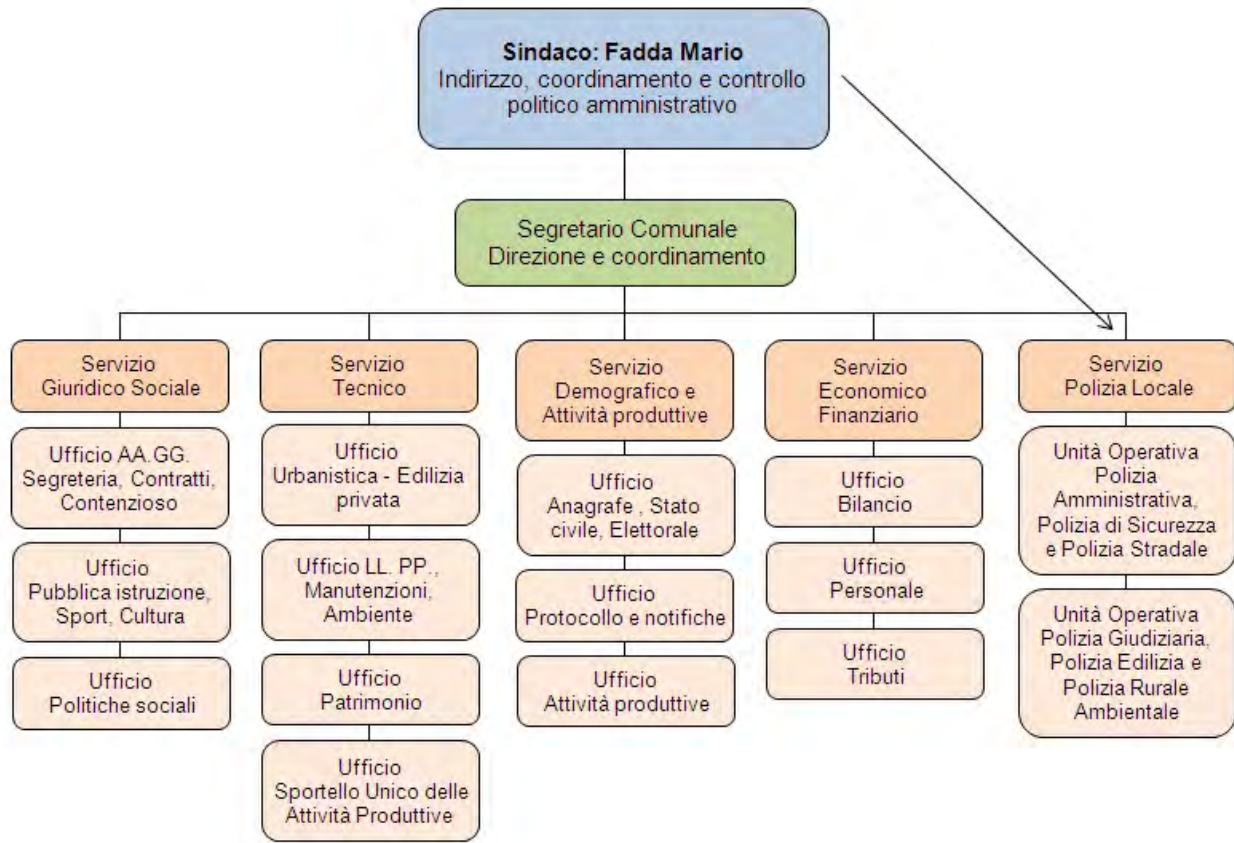 Sindaco: Fadda Mario
Indirizzo, coordinamento e controllo
politico amministrativo
Segretario Comunale
Direzione e coordinamento
Servizio
Giuridico Sociale
Ufficio AA.GG.
Segreteria, Contratti,
Contenzioso
Ufficio
Pubblica istruzione,
Sport, Cultura
Ufficio
Politiche sociali
Servizio
Tecnico
Ufficio
Urbanistica - Edilizia
privata
Ufficio LL. PP.,
Manutenzioni,
Ambiente
Ufficio
Patrimonio
Ufficio
Sportello Unico delle
Attività Produttive
Servizio
Demografico e
Attività produttive
Ufficio
Anagrafe , Stato
civile, Elettorale
Ufficio
Protocollo e notifiche
Ufficio
Attività produttive
Servizio
Economico
Finanziario
Ufficio
Bilancio
Ufficio
Personale
Ufficio
Tributi
Servizio
Polizia Locale
Unità Operativa
Polizia
Amministrativa,
Polizia di Sicurezza
e Polizia Stradale
Unità Operativa
Polizia Giudiziaria,
Polizia Edilizia e
Polizia Rurale
Ambientale